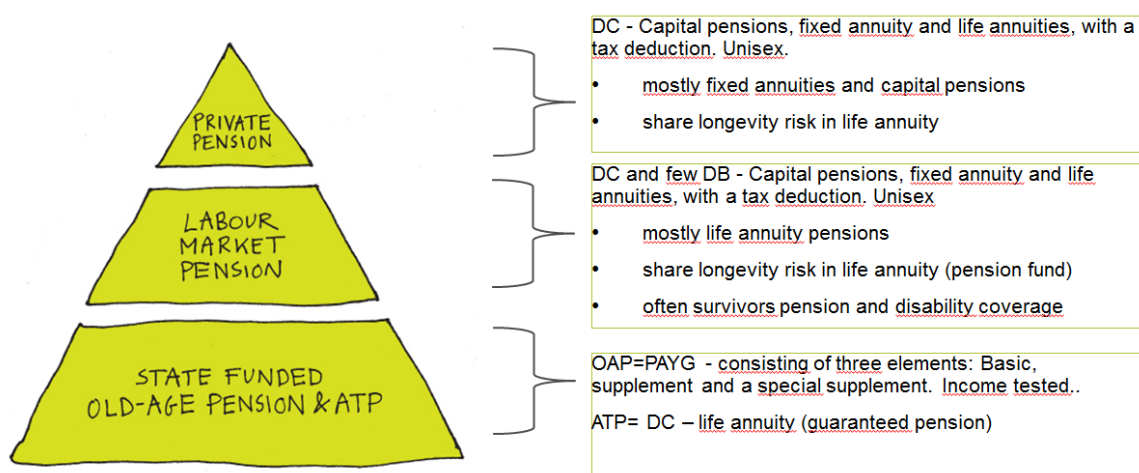 PRIVATE
PENSION
LABOUR
MARKET
PENSION
STATE FUNDED
OLD-AGE PENSION & ATP
DC - Capital pensions, fixed annuity and life annuities, with a
tax deduction. Unisex.
• mostly fixed annuities and capital pensions
• share longevity risk in life annuity
DC and few DB - Capital pensions, fixed annuity and life
annuities, with a tax deduction. Unisex
• mostly life annuity pensions
• share longevity risk in life annuity (pension fund)
• often survivors pension and disability coverage
OAP=PAYG - consisting of three elements: Basic,
supplement and a special supplement. Income tested..
ATP= DC – life annuity (guaranteed pension)